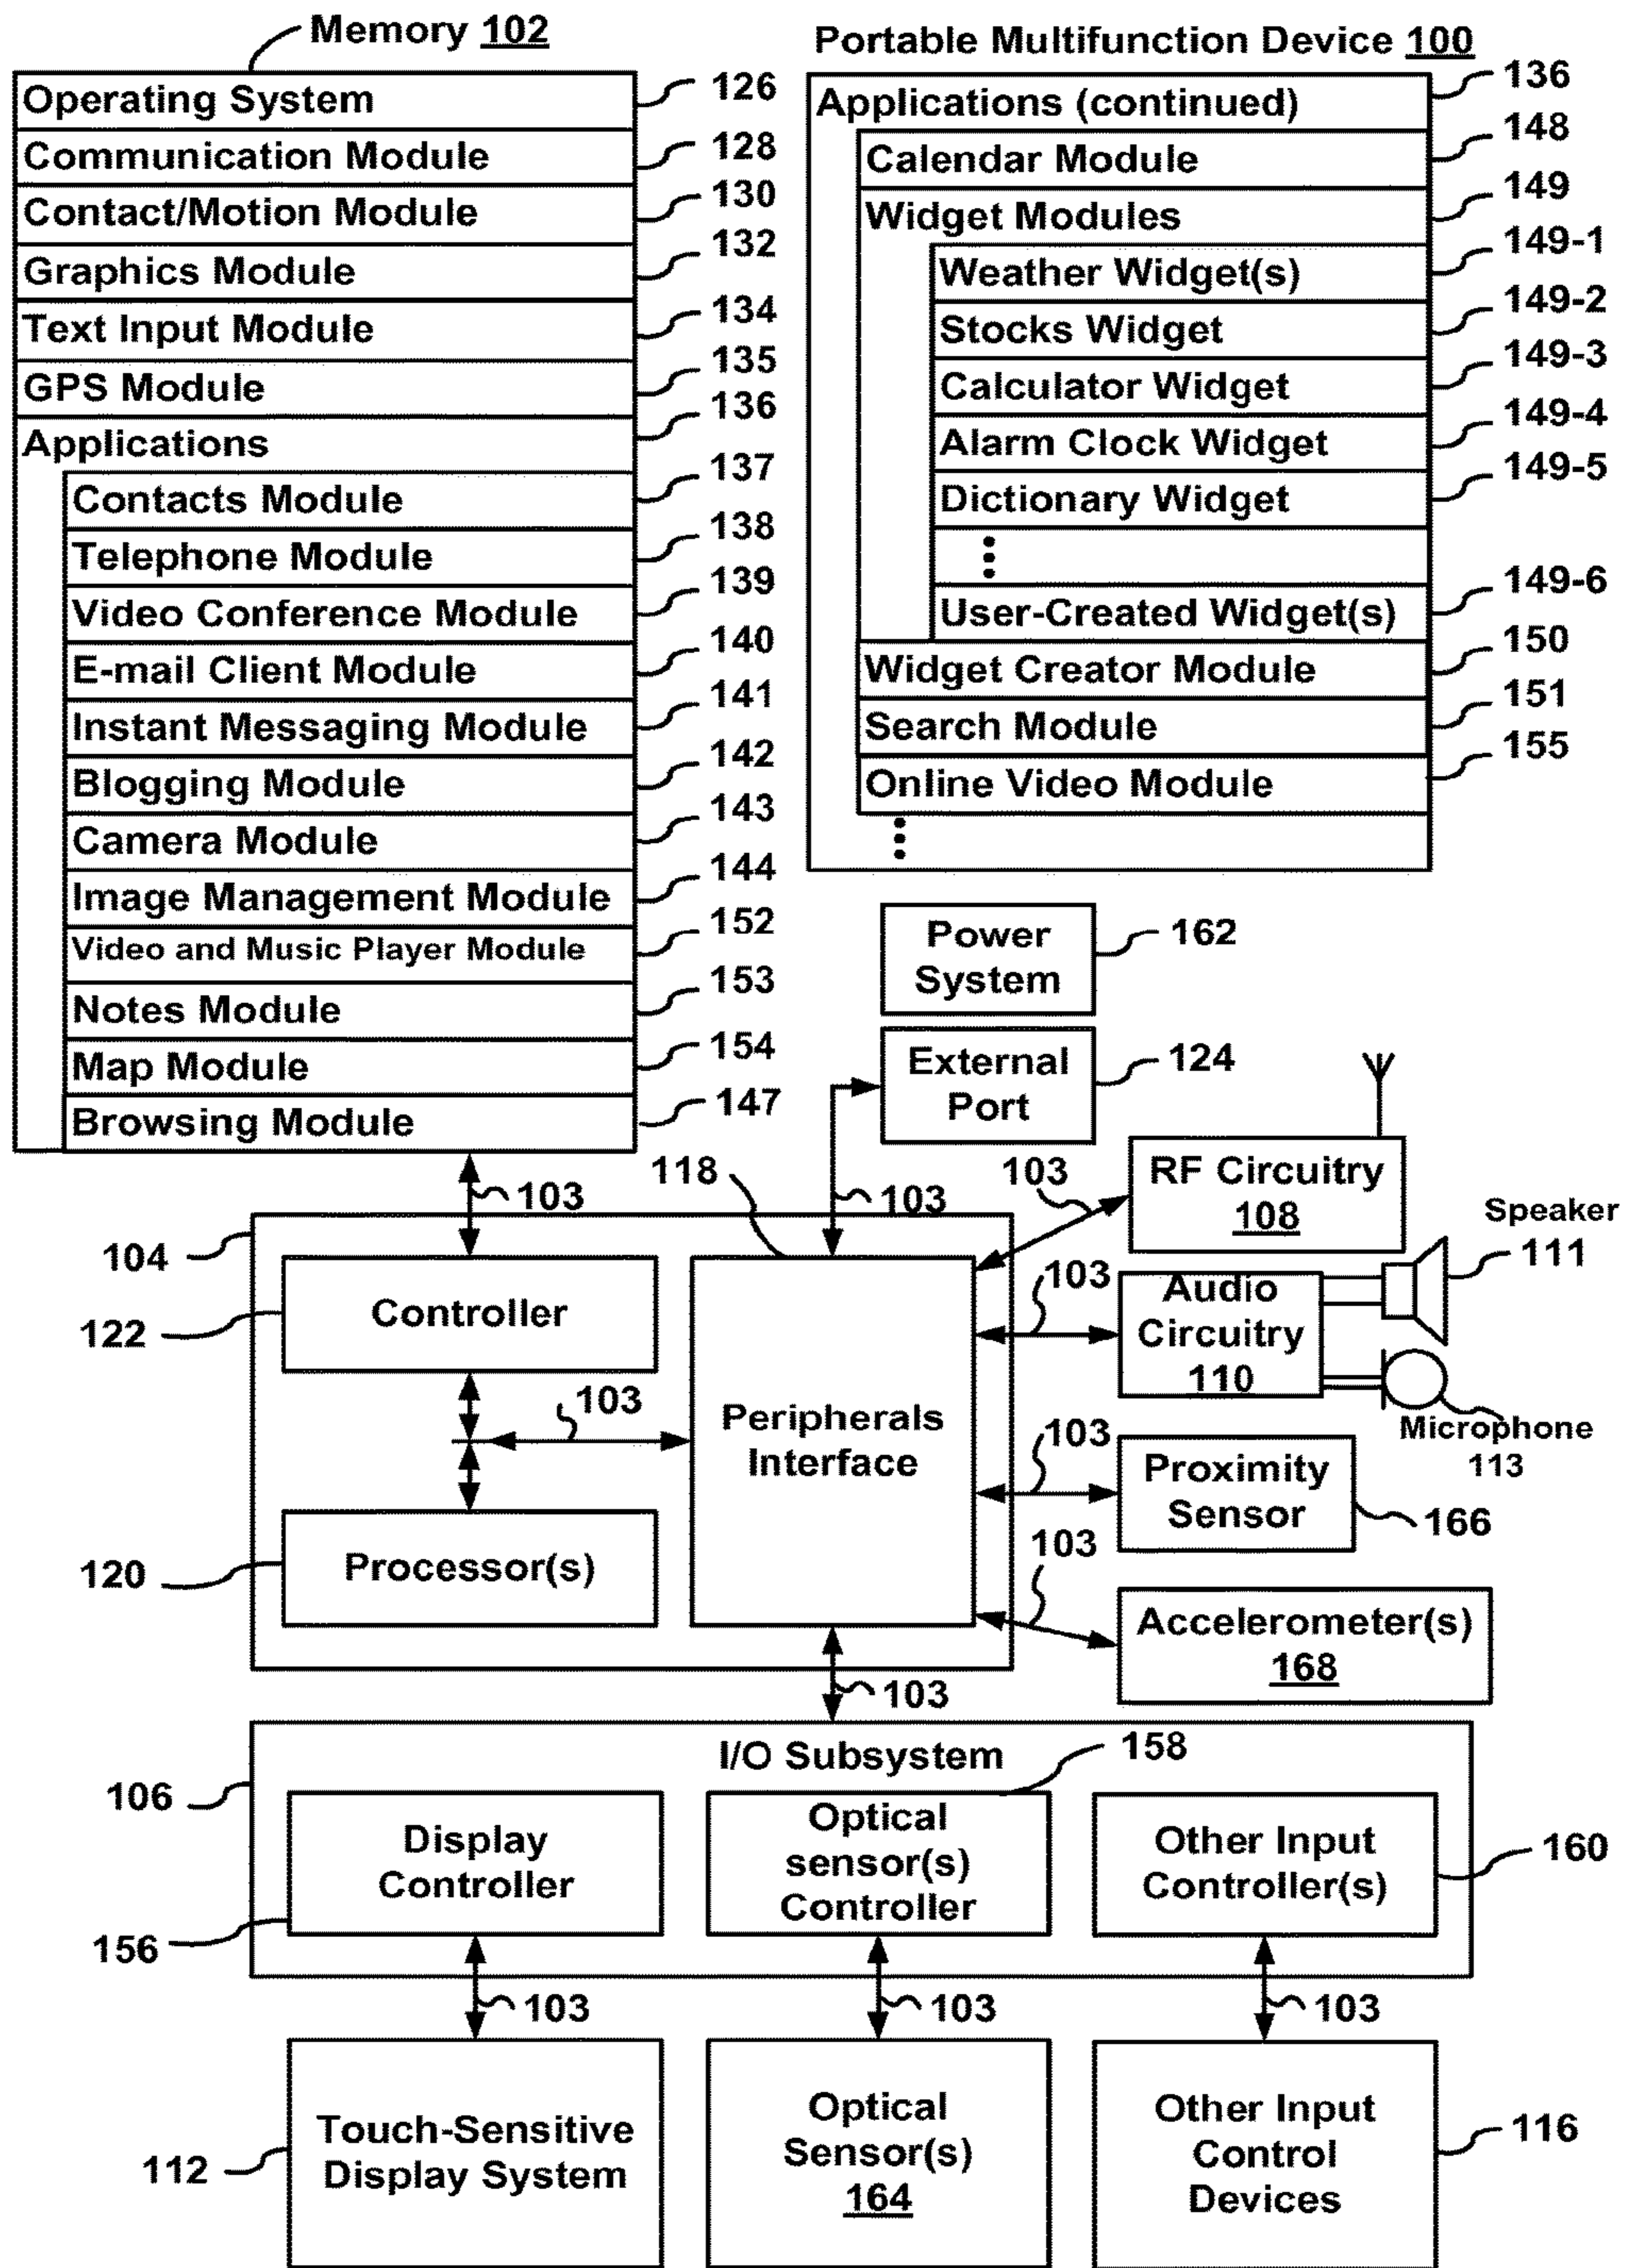 Memory 102
Operating System 126
Communication Module 128
Contact/Motion Module 130
Graphics Module 132
Text Input Module 134
GPS Module 135
Applications 136
Contacts Module 137
Telephone Module 138
Video Conference Module 139
E-mail Client Module 140
Instant Messaging Module 141
Blogging Module 142
Camera Module 143
Image Management Module 144
Video and Music Player Module 152
Notes Module 153
Map Module 154
Browsing Module 147
Portable Multifunction Device 100
Applications (continued) 136
Calendar Module 148
Widget Modules 149
Weather Widget(s) 149-1
Stocks Widget 149-2
Calculator Widget 149-3
Alarm Clock Widget 149-4
Dictionary Widget 149-5
User-Created Widget(s) 149-6
Widget Creator Module 150
Search Module 151
Online Video Module 155
Power
System
162
External
Port
124
103
118
103
103
RF Circuitry
108
Speaker
111
104
Controller
122
103
Audio
Circuitry
110
Microphone
113
103
Peripherals
Interface
103
Proximity
Sensor
166
Processor(s)
120
103
Accelerometer(s)
168
103
I/O Subsystem
106
158
Display
Controller
156
Optical
sensor(s)
Controller
Other Input
Controller(s)
160
103
103
103
Touch-Sensitive
Display System
112
Optical
Sensor(s)
164
Other Input
Control
Devices
116